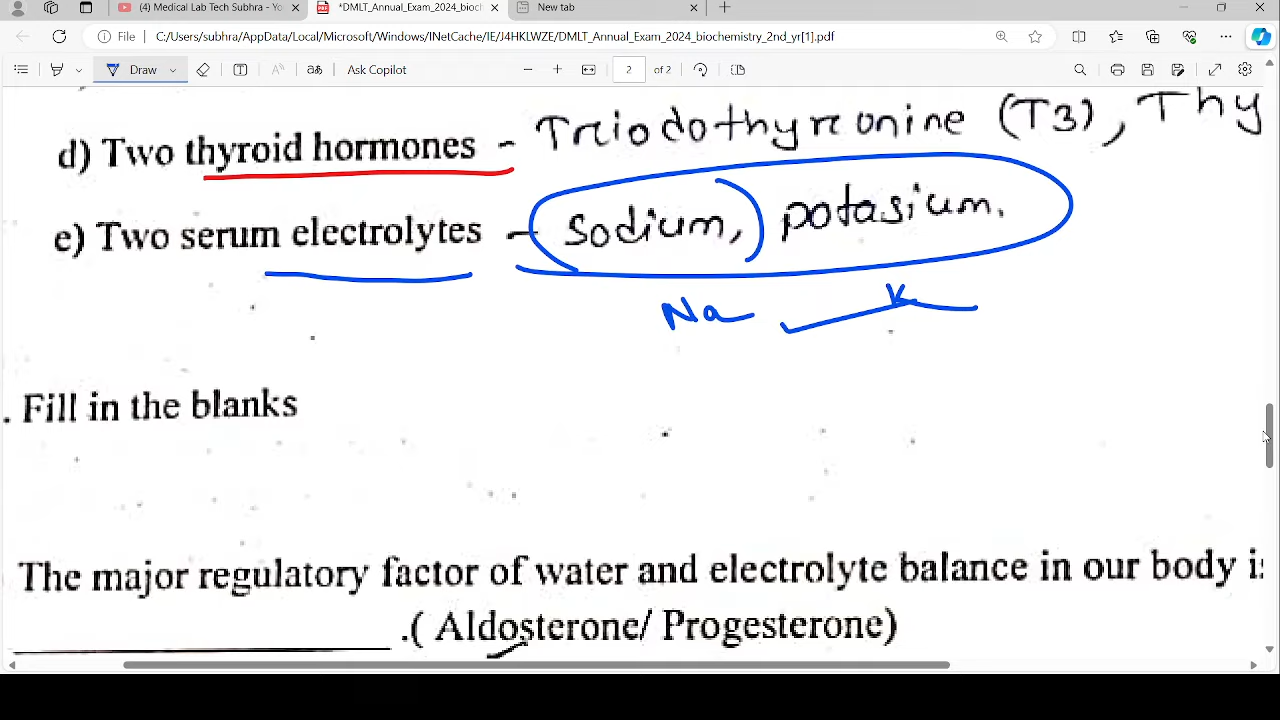 (4) Medical Lab Tech Subhra - Yo
*DMLT_Annual_Exam_2024_bioch
New tab
File
C:/Users/subhra/AppData/Local/Microsoft/Windows/INetCache/IE/J4HKLWZE/DMLT_Annual_Exam_2024_biochemistry_2nd_yr[1].pdf
Draw
Ask Copilot
2 of 2
d) Two thyroid hormones - Triodothyronine (T3), Thy
e) Two serum electrolytes - sodium, potasium.
Na K
. Fill in the blanks
The major regulatory factor of water and electrolyte balance in our body is
.( Aldosterone/ Progesterone)